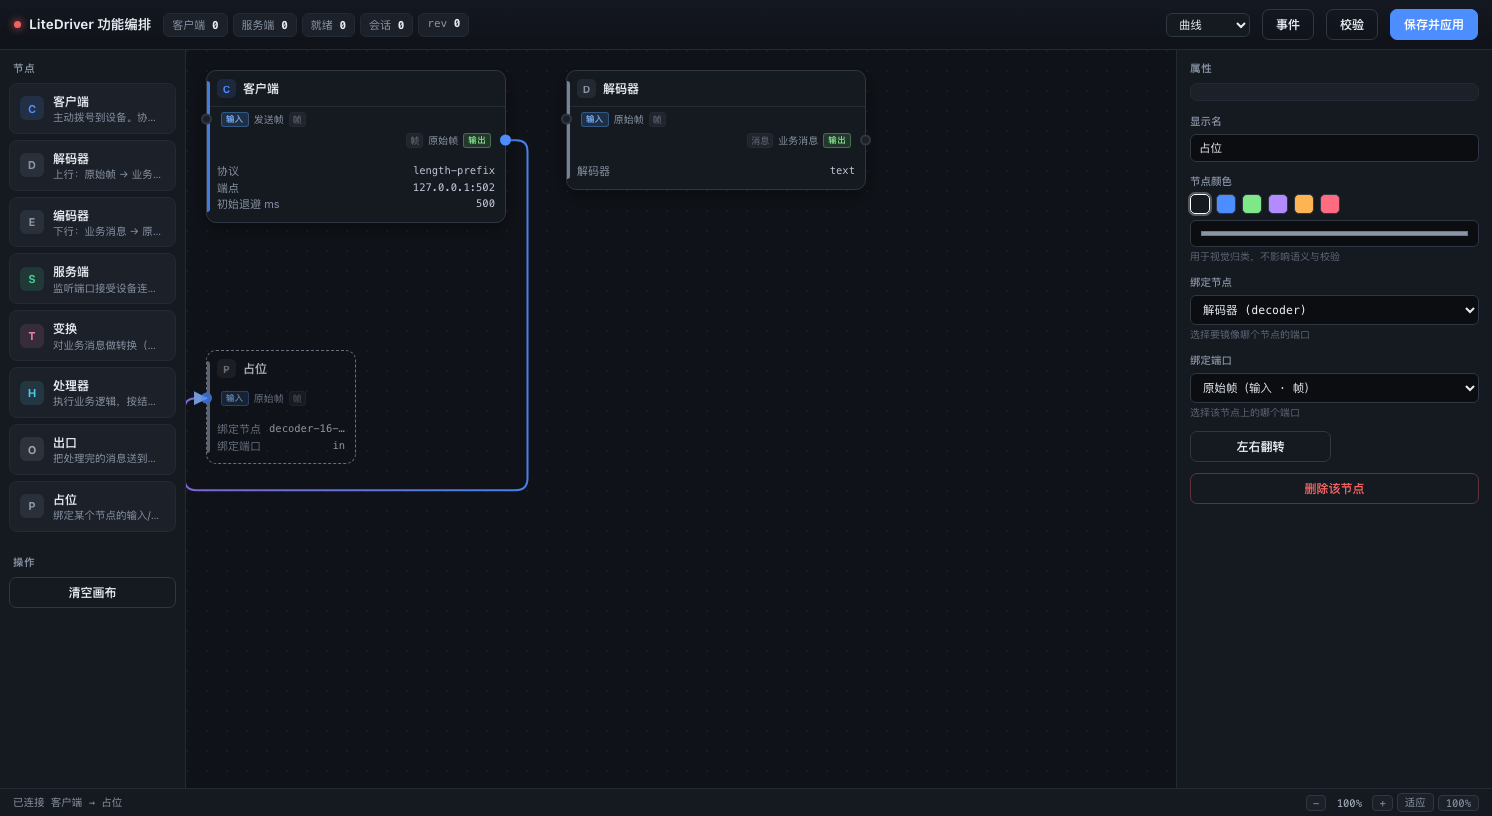 LiteDriver 功能编排
客户端 0
服务端 0
就绪 0
会话 0
rev 0
曲线
事件
校验
保存并应用
节点
C
客户端
主动拨号到设备。协...
D
解码器
上行：原始帧 → 业务...
E
编码器
下行：业务消息 → 原...
S
服务端
监听端口接受设备连...
T
变换
对业务消息做转换（...
H
处理器
执行业务逻辑，按结...
O
出口
把处理完的消息送到...
P
占位
绑定某个节点的输入/...
操作
清空画布
C 客户端
输入 发送帧 帧
帧 原始帧 输出
协议 length-prefix
端点 127.0.0.1:502
初始退避 ms 500
D 解码器
输入 原始帧 帧
消息 业务消息 输出
解码器 text
P 占位
输入 原始帧 帧
绑定节点 decoder-16-…
绑定端口 in
属性
显示名
占位
节点颜色
用于视觉归类，不影响语义与校验
绑定节点
解码器 (decoder)
选择要镜像哪个节点的端口
绑定端口
原始帧 (输入 · 帧)
选择该节点上的哪个端口
左右翻转
删除该节点
已连接 客户端 → 占位
− 100% + 适应 100%